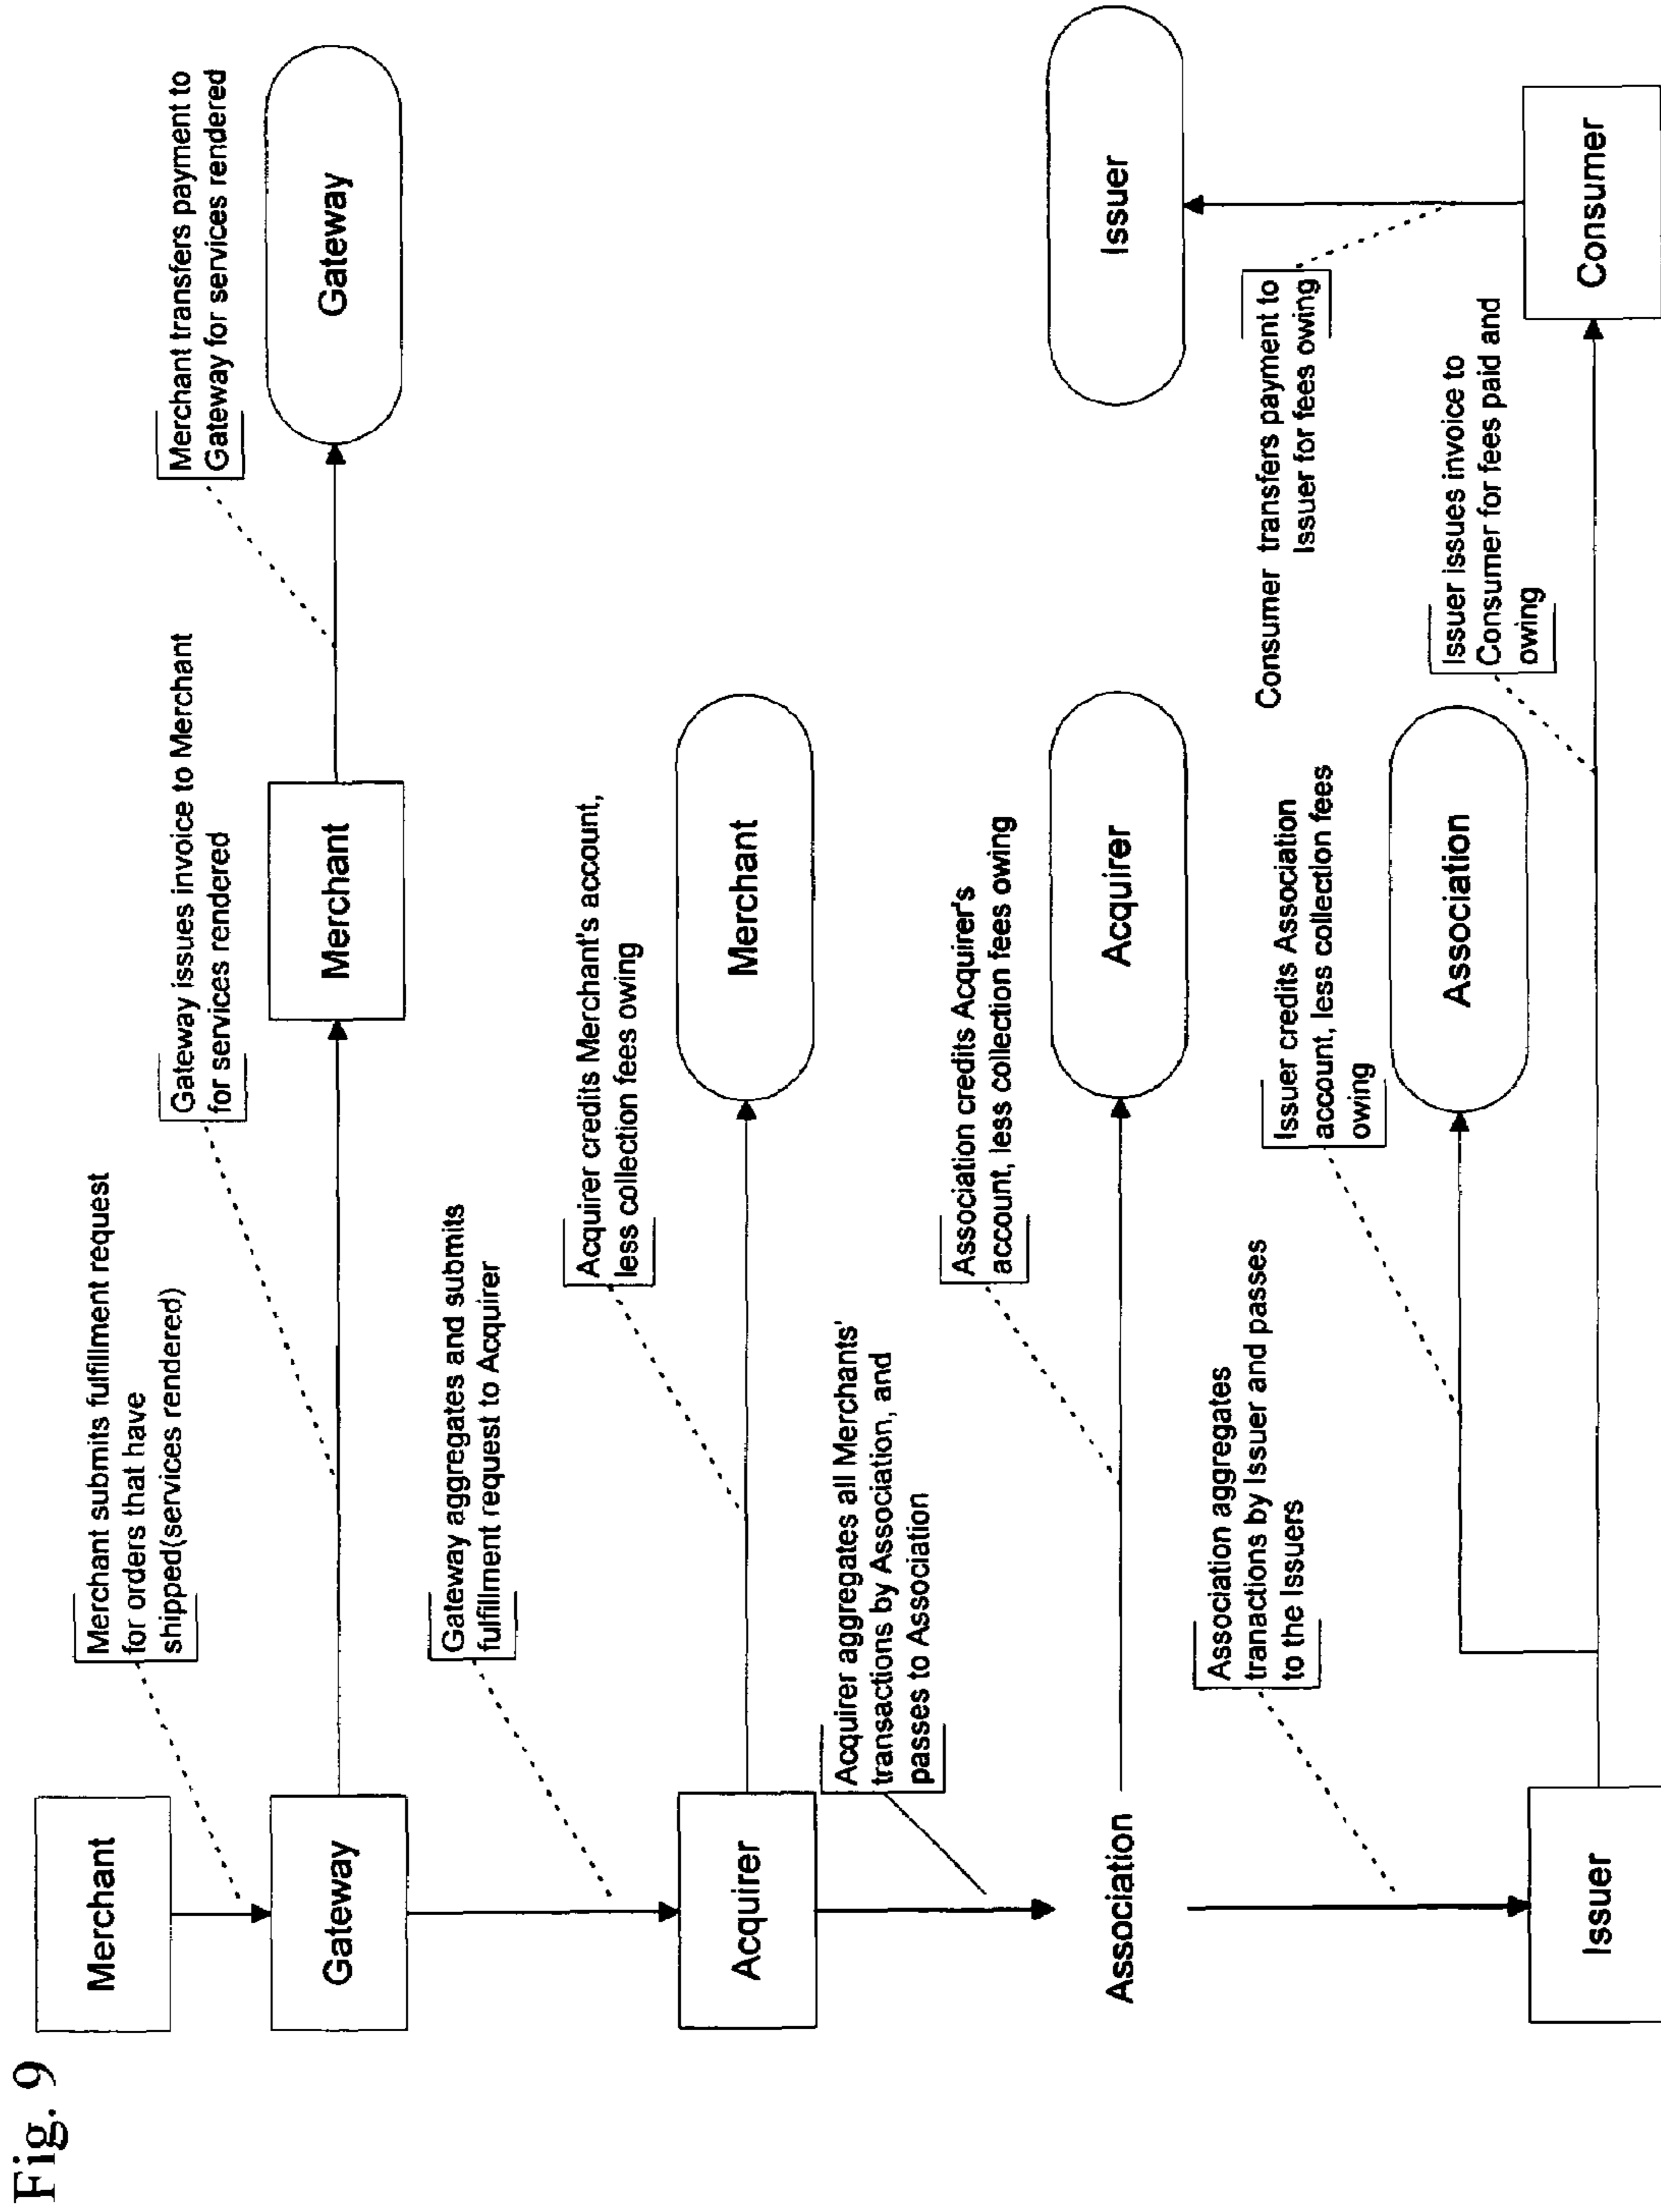 Fig. 9
Merchant
Merchant submits fulfillment request
for orders that have
shipped(services rendered)
Gateway
Gateway issues invoice to Merchant
for services rendered
Merchant
Merchant transfers payment to
Gateway for services rendered
Gateway
Gateway aggregates and submits
fulfillment request to Acquirer
Acquirer
Acquirer credits Merchant's account,
less collection fees owing
Merchant
Acquirer aggregates all Merchants'
transactions by Association, and
passes to Association
Association
Association credits Acquirer's
account, less collection fees owing
Acquirer
Issuer
Association aggregates
tranactions by Issuer and passes
to the Issuers
Issuer credits Association
account, less collection fees
owing
Association
Consumer transfers payment to
Issuer for fees owing
Issuer
Issuer issues invoice to
Consumer for fees paid and
owing
Consumer